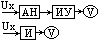 Ux АН ИУ V
Ux И V